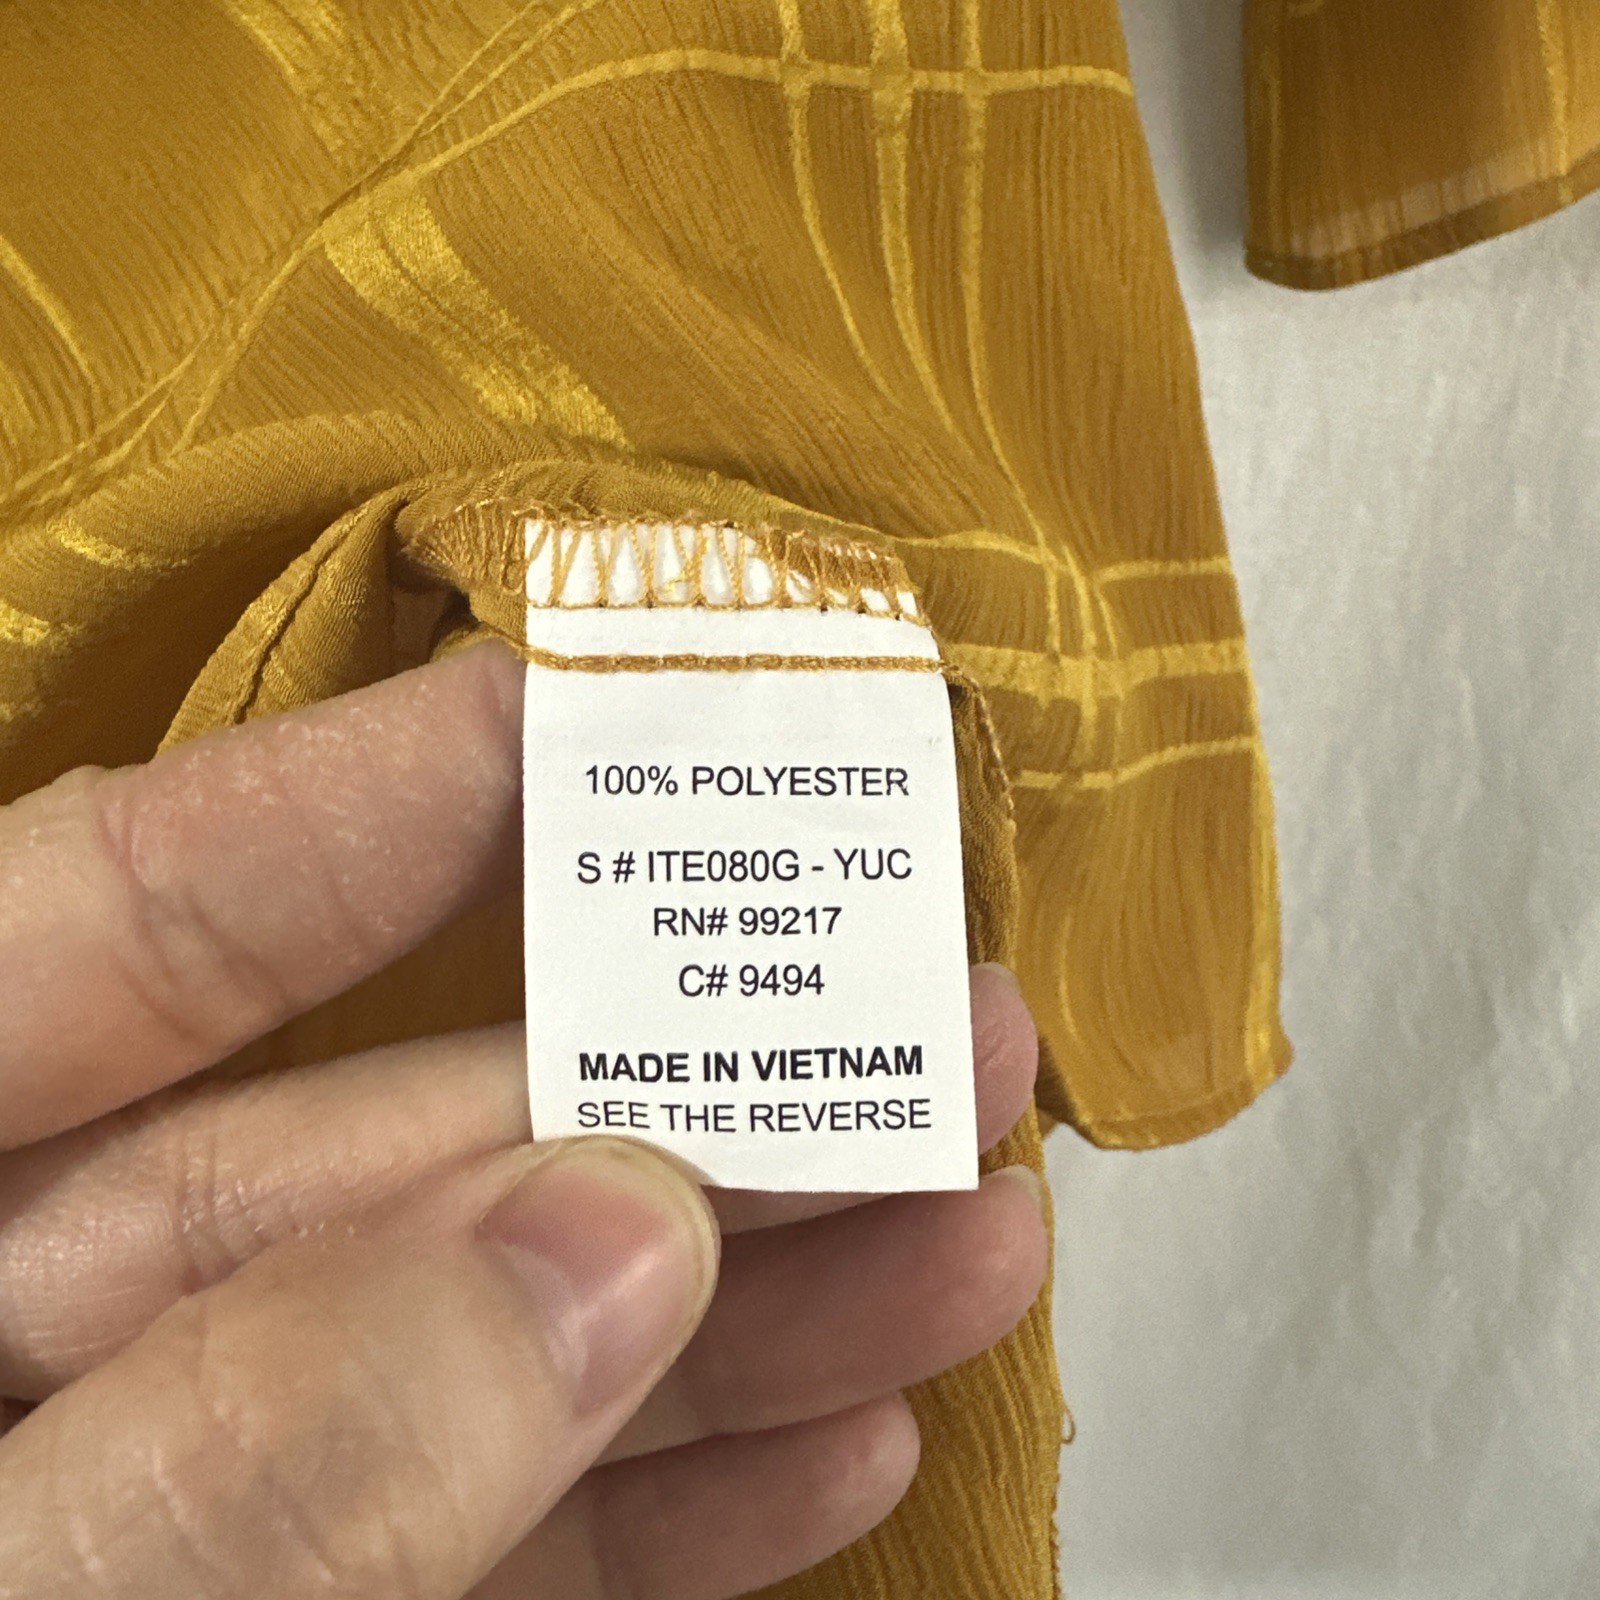 100% POLYESTER
S # ITE080G - YUC
RN# 99217
C# 9494
MADE IN VIETNAM
SEE THE REVERSE